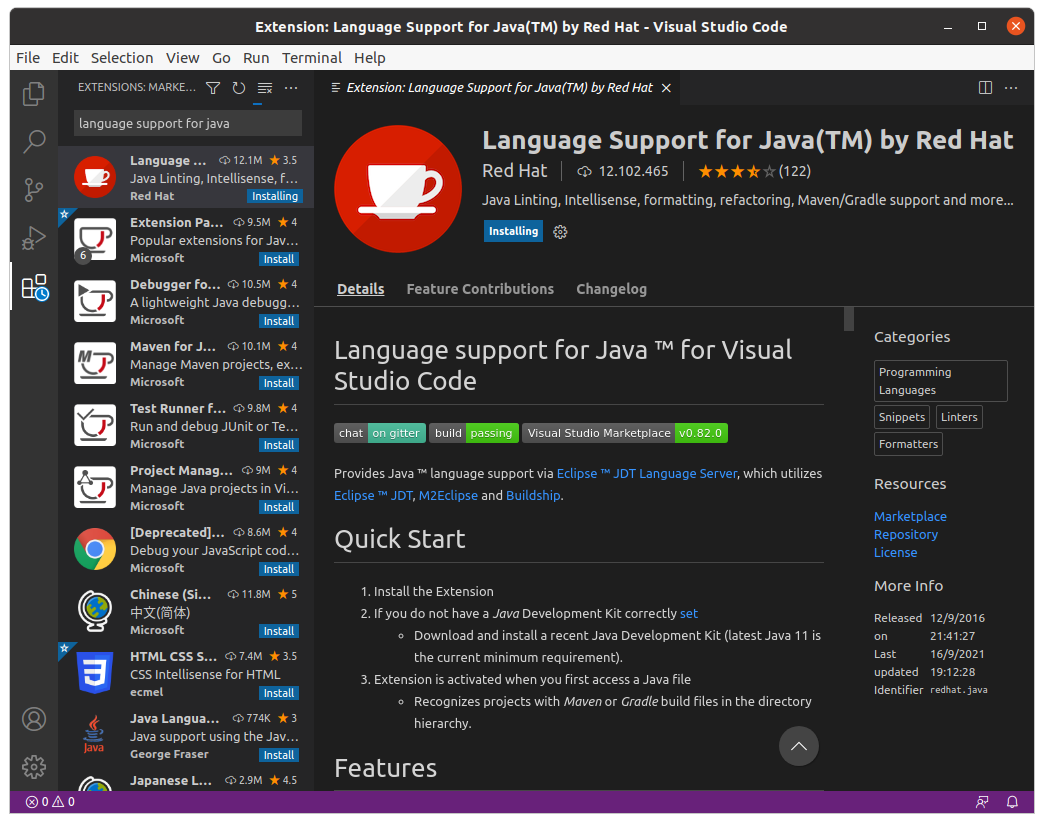 Extension: Language Support for Java(TM) by Red Hat - Visual Studio Code
File Edit Selection View Go Run Terminal Help
EXTENSIONS: MARKE...
language support for java
Language ... 12.1M 3.5
Java Linting, Intellisense, f...
Red Hat Installing
Extension Pa... 9.5M 4
Popular extensions for Jav...
6
Microsoft Install
Debugger fo... 10.5M 4
A lightweight Java debugg...
Microsoft Install
Maven for J... 10.1M 4
Manage Maven projects, ex...
Microsoft Install
Test Runner f... 9.8M 4
Run and debug JUnit or Te...
Microsoft Install
Project Manag... 9M 4
Manage Java projects in Vi...
Microsoft Install
[Deprecated]... 8.6M 4
Debug your JavaScript cod...
Microsoft Install
Chinese (Si... 11.8M 5
中文(简体)
Microsoft Install
HTML CSS S... 7.4M 3.5
CSS Intellisense for HTML
ecmel Install
Java Langua... 774K 3
Java support using the Jav...
Java
George Fraser Install
Japanese L... 2.9M 4.5
Extension: Language Support for Java(TM) by Red Hat
Language Support for Java(TM) by Red Hat
Red Hat 12.102.465 (122)
Java Linting, Intellisense, formatting, refactoring, Maven/Gradle support and more...
Installing
Details Feature Contributions Changelog
Language support for Java ™ for Visual
Studio Code
chat on gitter build passing Visual Studio Marketplace v0.82.0
Provides Java ™ language support via Eclipse ™ JDT Language Server, which utilizes
Eclipse ™ JDT, M2Eclipse and Buildship.
Quick Start
1. Install the Extension
2. If you do not have a Java Development Kit correctly set
Download and install a recent Java Development Kit (latest Java 11 is
the current minimum requirement).
3. Extension is activated when you first access a Java file
Recognizes projects with Maven or Gradle build files in the directory
hierarchy.
Features
Categories
Programming
Languages
Snippets Linters
Formatters
Resources
Marketplace
Repository
License
More Info
Released 12/9/2016
on 21:41:27
Last 16/9/2021
updated 19:12:28
Identifier redhat.java
0 0